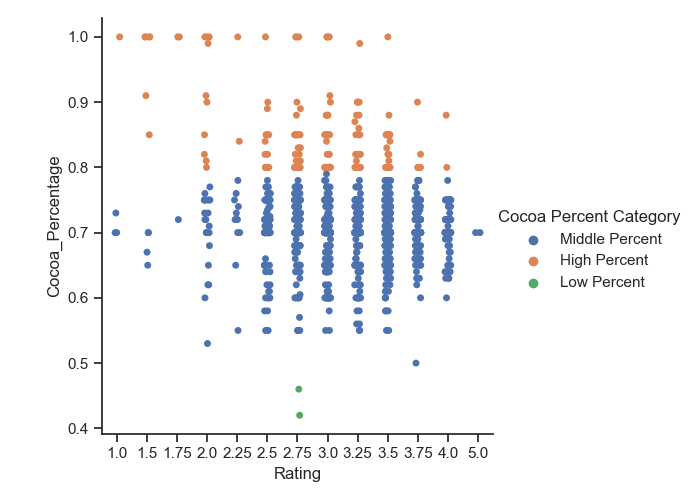 1.0
0.9
0.8
0.7
0.6
0.5
0.4
Cocoa_Percentage
1.0 1.5 1.75 2.0 2.25 2.5 2.75 3.0 3.25 3.5 3.75 4.0 5.0
Rating
Cocoa Percent Category
Middle Percent
High Percent
Low Percent